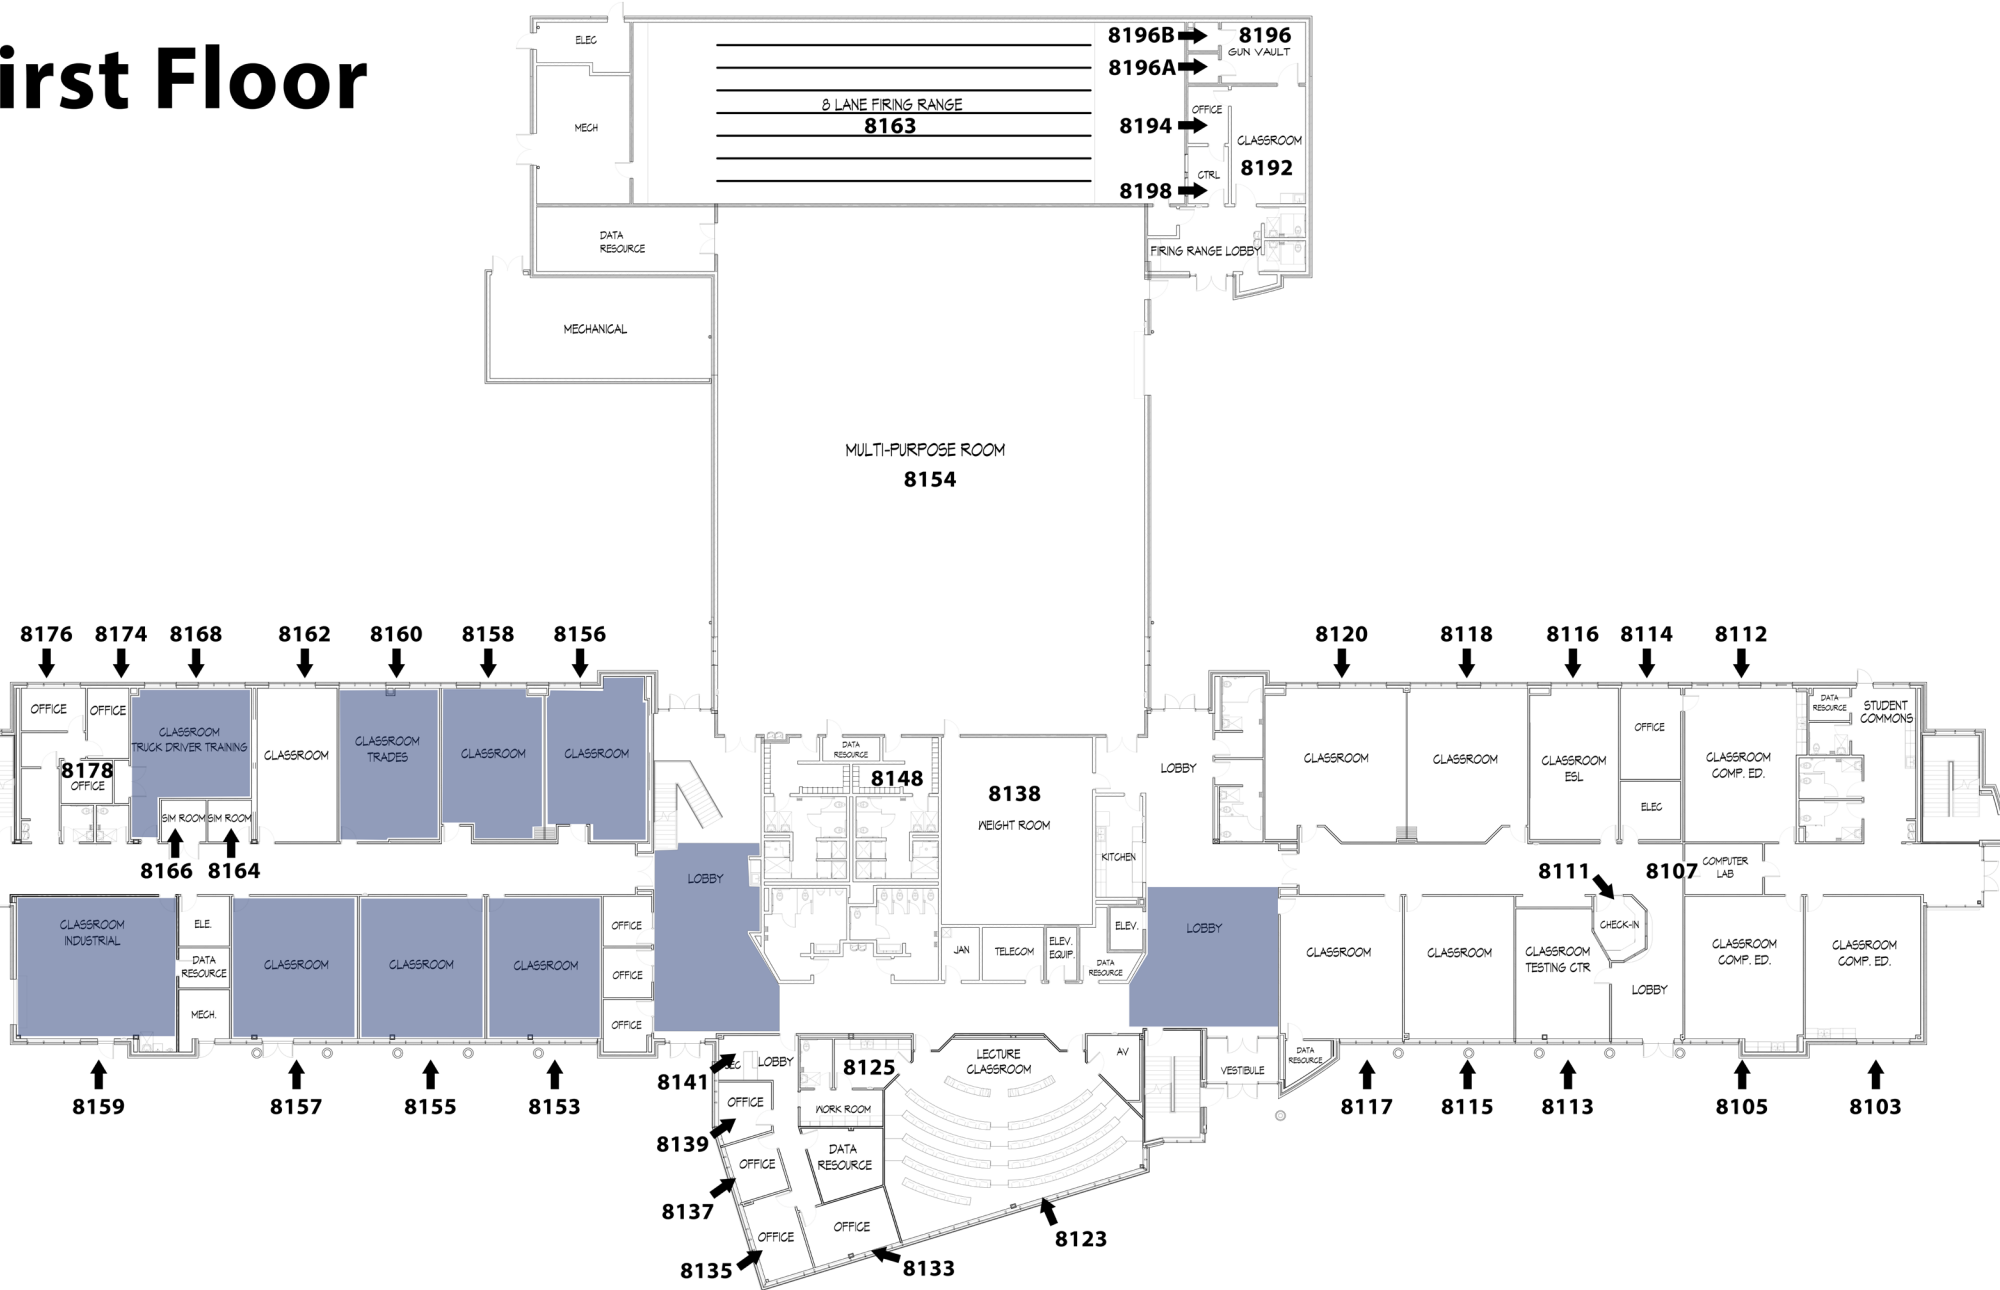 irst Floor
ELEC
8196B
8196
GUN VAULT
8196A
8 LANE FIRING RANGE
8163
MECH
OFFICE
8194
CLASSROOM
8192
CTRL
8198
DATA
RESOURCE
FIRING RANGE LOBBY
MECHANICAL
MULTI-PURPOSE ROOM
8154
8176
8174
8168
8162
8160
8158
8156
8120
8118
8116
8114
8112
OFFICE
OFFICE
CLASSROOM
TRUCK DRIVER TRAINING
CLASSROOM
CLASSROOM
TRADES
CLASSROOM
CLASSROOM
8178
OFFICE
SIM ROOM
SIM ROOM
8166
8164
DATA
RESOURCE
8148
8138
WEIGHT ROOM
KITCHEN
LOBBY
CLASSROOM
CLASSROOM
CLASSROOM
ESL
OFFICE
ELEC
CLASSROOM
COMP. ED.
DATA
RESOURCE
STUDENT
COMMONS
LOBBY
8111
8107
COMPUTER
LAB
CLASSROOM
INDUSTRIAL
ELE.
DATA
RESOURCE
MECH.
CLASSROOM
CLASSROOM
CLASSROOM
OFFICE
OFFICE
OFFICE
JAN
TELECOM
ELEV.
EQUIP.
ELEV.
DATA
RESOURCE
LOBBY
CLASSROOM
CLASSROOM
CLASSROOM
TESTING CTR
CHECK-IN
LOBBY
CLASSROOM
COMP. ED.
CLASSROOM
COMP. ED.
8159
8157
8155
8153
8141
SEC
LOBBY
8125
LECTURE
CLASSROOM
AV
VESTIBULE
DATA
RESOURCE
8117
8115
8113
8105
8103
OFFICE
WORK ROOM
8139
OFFICE
DATA
RESOURCE
8137
OFFICE
OFFICE
8135
8133
8123